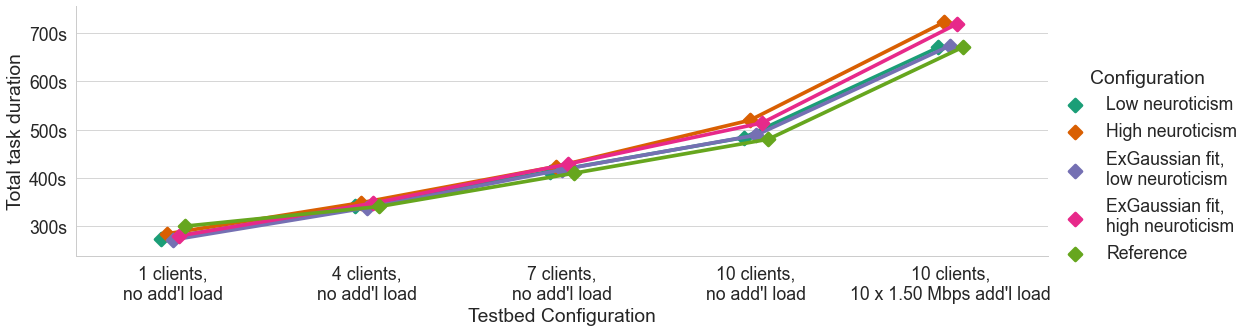 700s
600s
500s
400s
300s
Total task duration
1 clients,
no add'l load
4 clients,
no add'l load
7 clients,
no add'l load
10 clients,
no add'l load
10 clients,
10 x 1.50 Mbps add'l load
Testbed Configuration
Configuration
Low neuroticism
High neuroticism
ExGaussian fit,
low neuroticism
ExGaussian fit,
high neuroticism
Reference